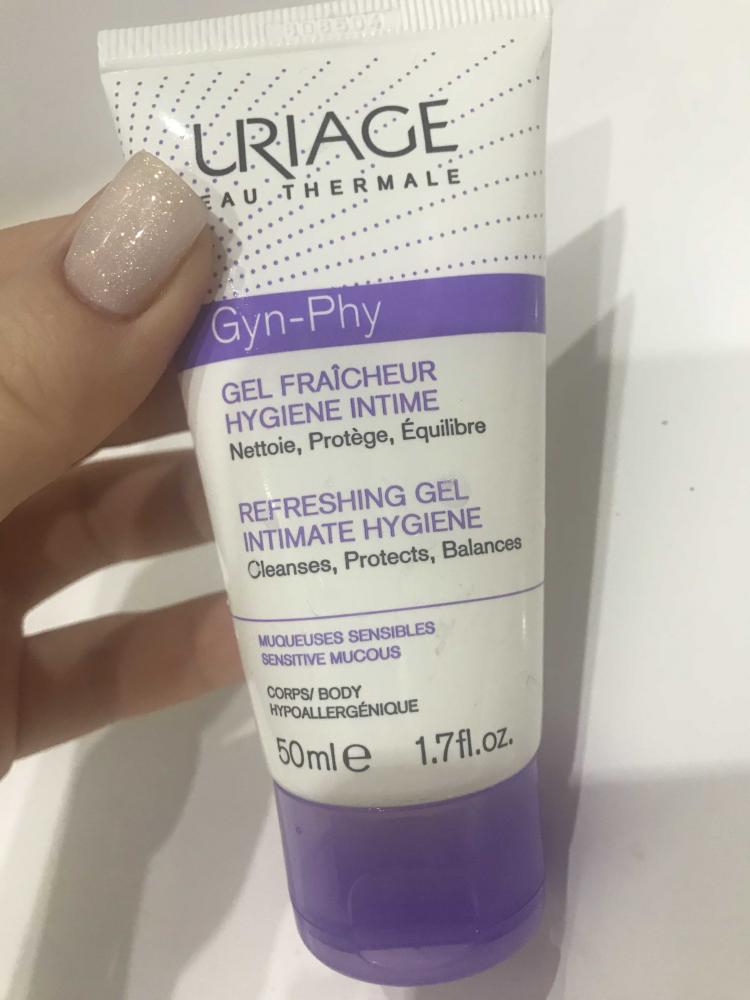 URIAGE
EAU THERMALE
Gyn-Phy
GEL FRAÎCHEUR
HYGIENE INTIME
Nettoie, Protège, Équilibre
REFRESHING GEL
INTIMATE HYGIENE
Cleanses, Protects, Balances
MUQUEUSES SENSIBLES
SENSITIVE MUCOUS
CORPS/ BODY
HYPOALLERGÉNIQUE
50ml e 1.7fl.oz.